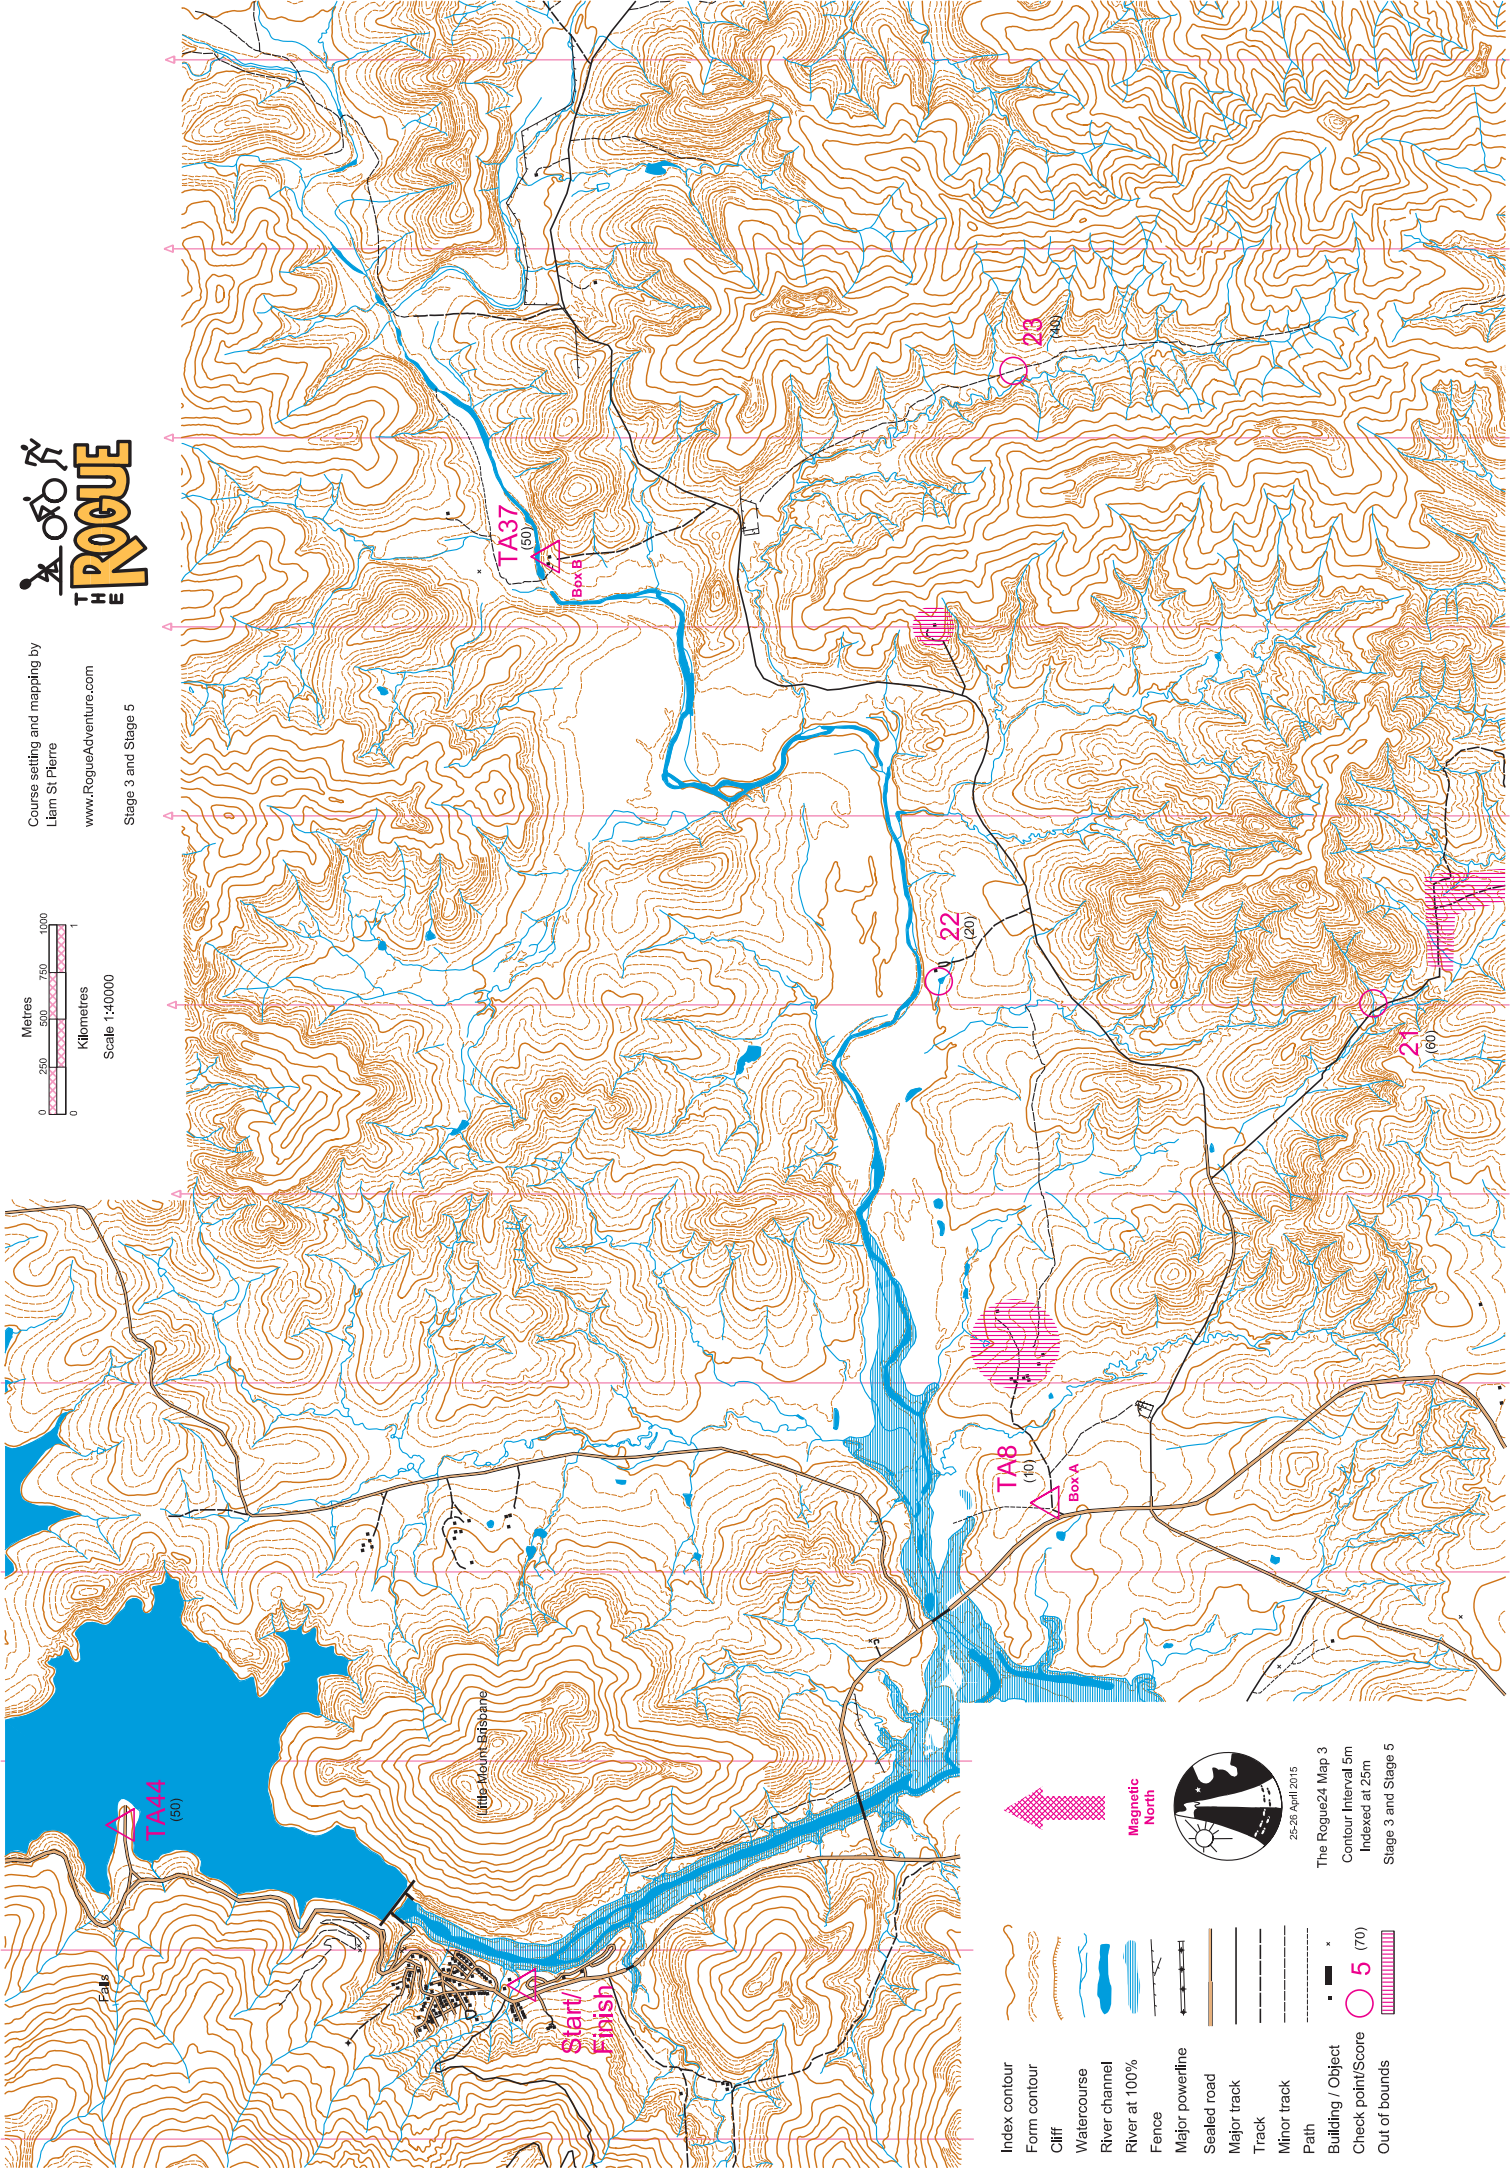 THE
ROGUE
Course setting and mapping by
Liam St Pierre
www.RogueAdventure.com
Stage 3 and Stage 5
Metres
0 250 500 750 1000
0 1
Kilometres
Scale 1:40000
TA37
(50)
Box B
23
(40)
22
(20)
21
(60)
TA8
(10)
Box A
TA44
(50)
Little Mount Brisbane
Falls
Start/
Finish
Magnetic
North
25-26 April 2015
The Rogue24 Map 3
Contour Interval 5m
Indexed at 25m
Stage 3 and Stage 5
Index contour
Form contour
Cliff
Watercourse
River channel
River at 100%
Fence
Major powerline
Sealed road
Major track
Track
Minor track
Path
Building / Object
Check point/Score 5 (70)
Out of bounds